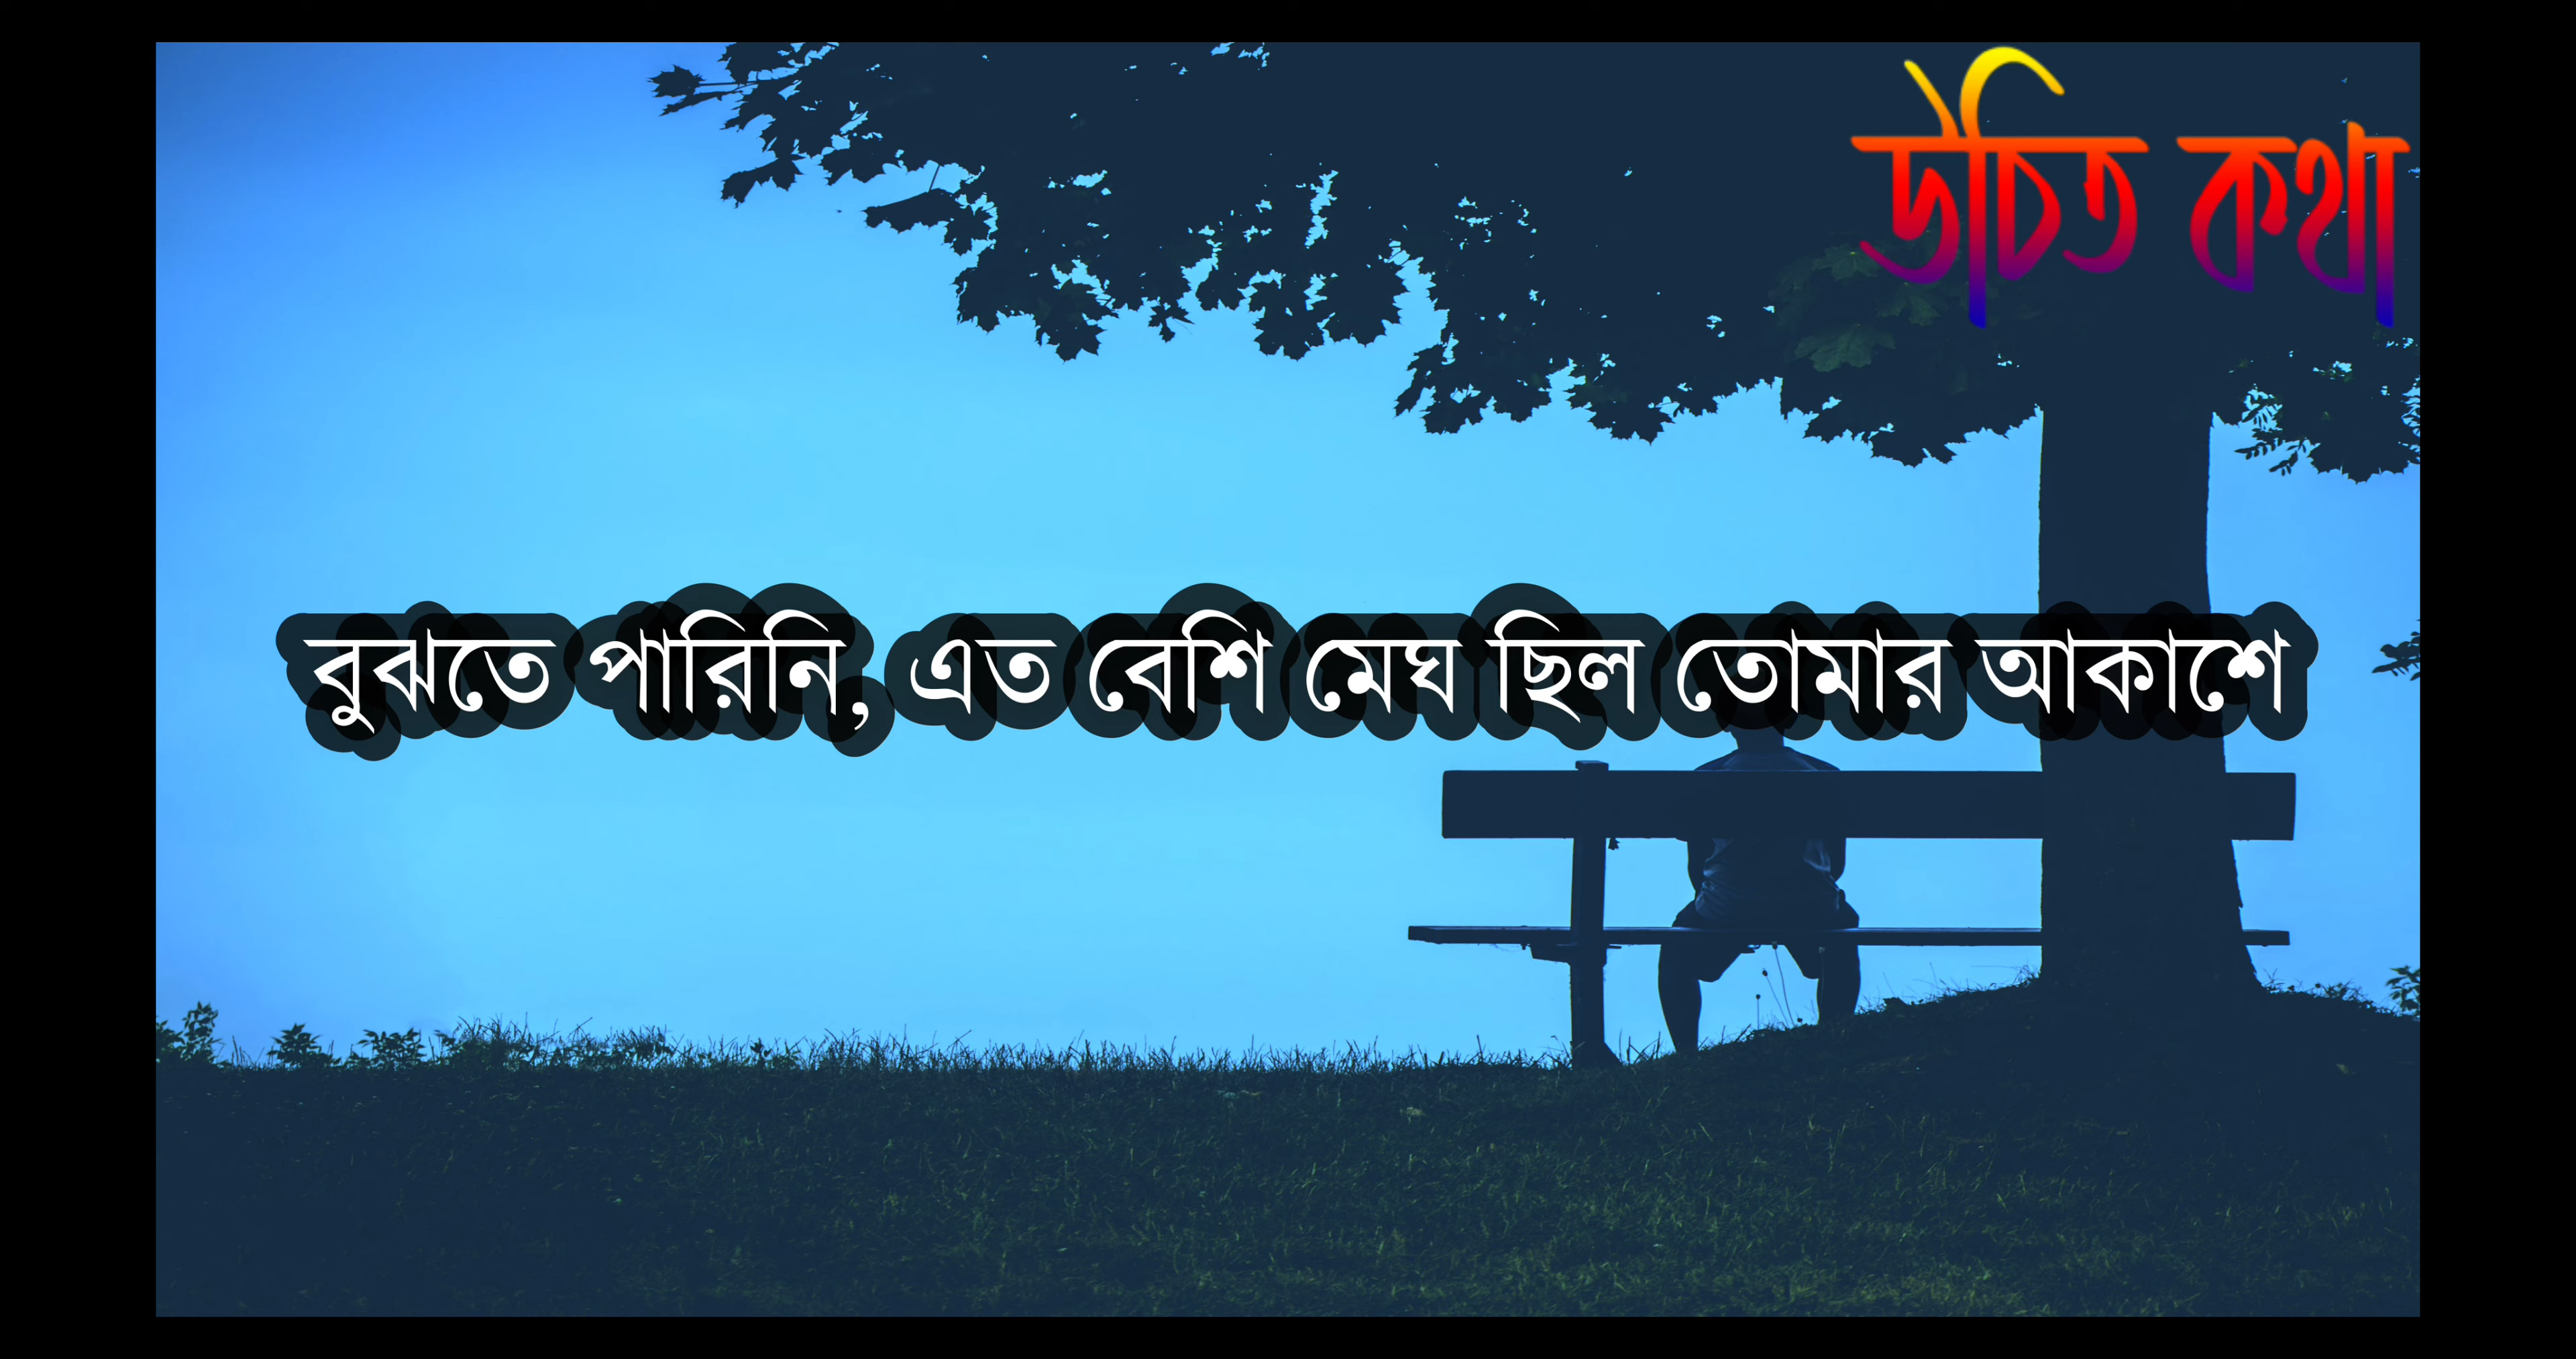 উচিত কথা
বুঝতে পারিনি, এত বেশি মেঘ ছিল তোমার আকাশে